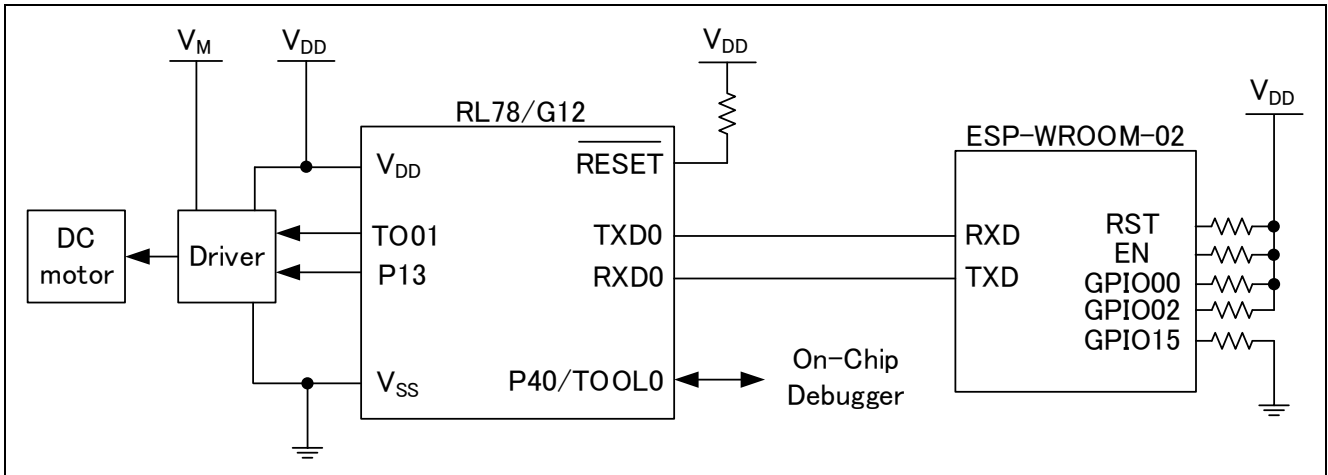 VM
VDD
VDD
VDD
RL78/G12
ESP-WROOM-02
VDD
RESET
DC
motor
Driver
TO01
P13
TXD0
RXD0
RXD
TXD
RST
EN
GPIO00
GPIO02
GPIO15
VSS
P40/TOOL0
On-Chip
Debugger